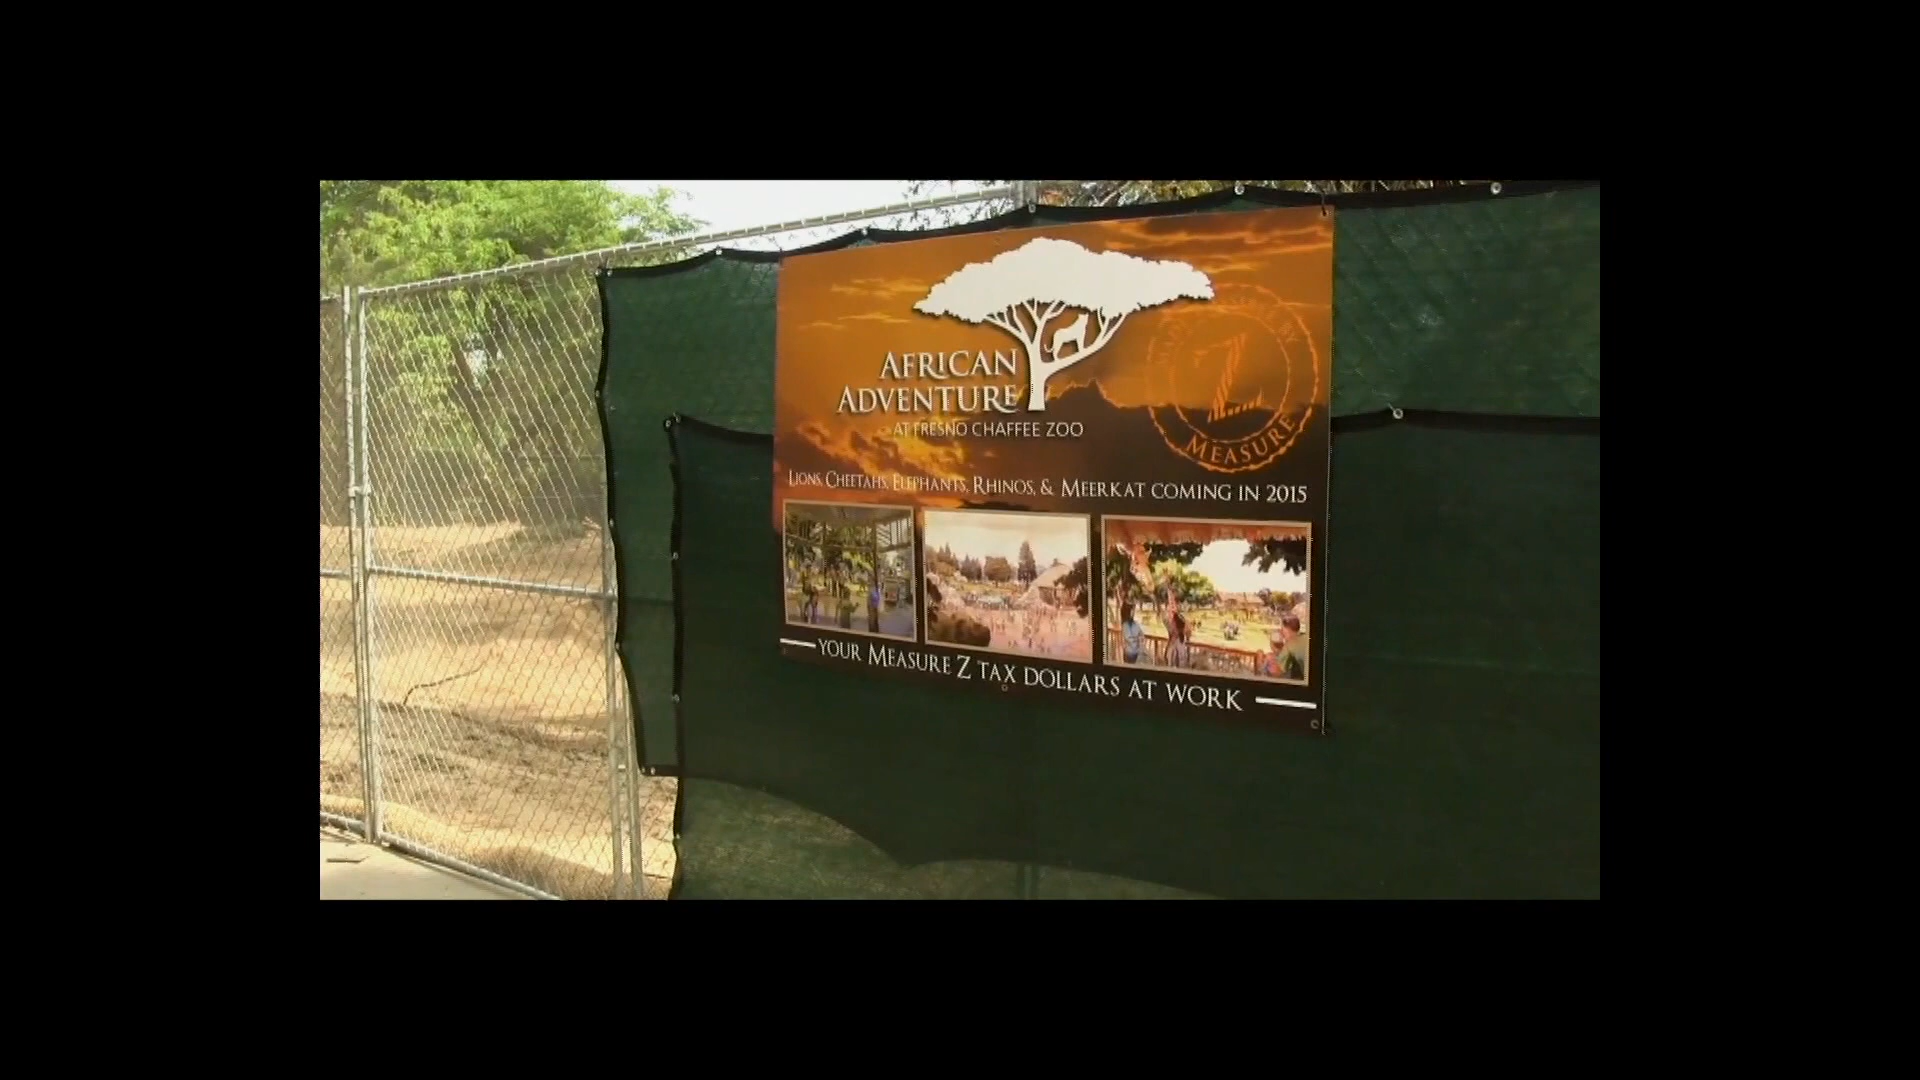 AFRICAN
ADVENTURE
AT FRESNO CHAFFEE ZOO
BY
Z
MEASURE
LIONS, CHEETAHS, ELEPHANTS, RHINOS, & MEERKAT COMING IN 2015
YOUR MEASURE Z TAX DOLLARS AT WORK